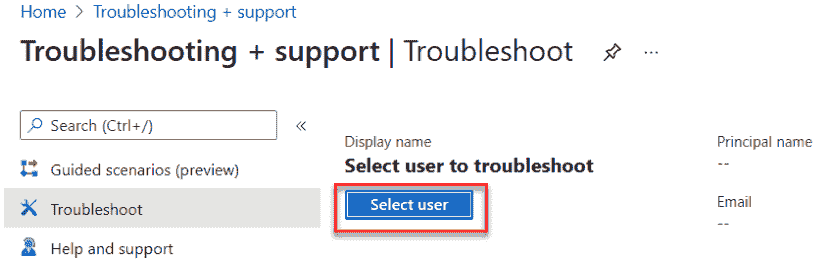 Home > Troubleshooting + support
Troubleshooting + support | Troubleshoot ...
Search (Ctrl+/) «
Guided scenarios (preview)
Troubleshoot
Help and support
Display name
Select user to troubleshoot
Select user
Principal name
--
Email
--